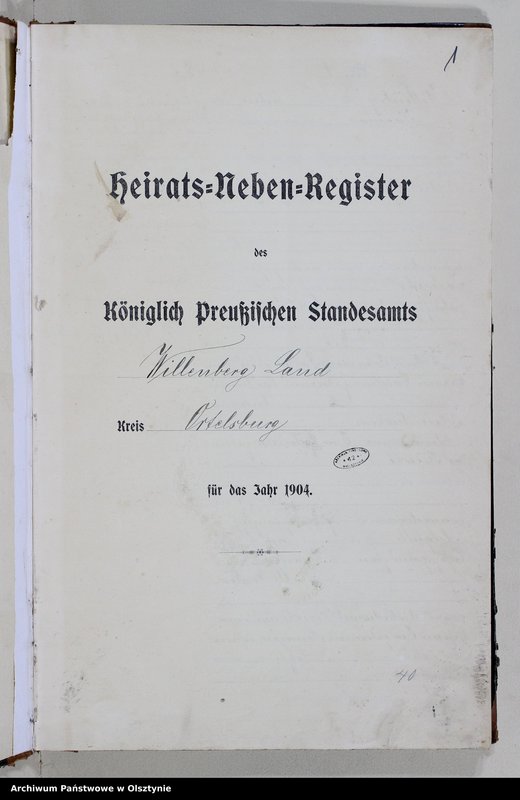 1
Heirats=Neben=Register
des
Königlich Preußischen Standesamts
Willenberg Land
Kreis Ortelsburg
für das Jahr 1904.
40
Archiwum Państwowe w Olsztynie